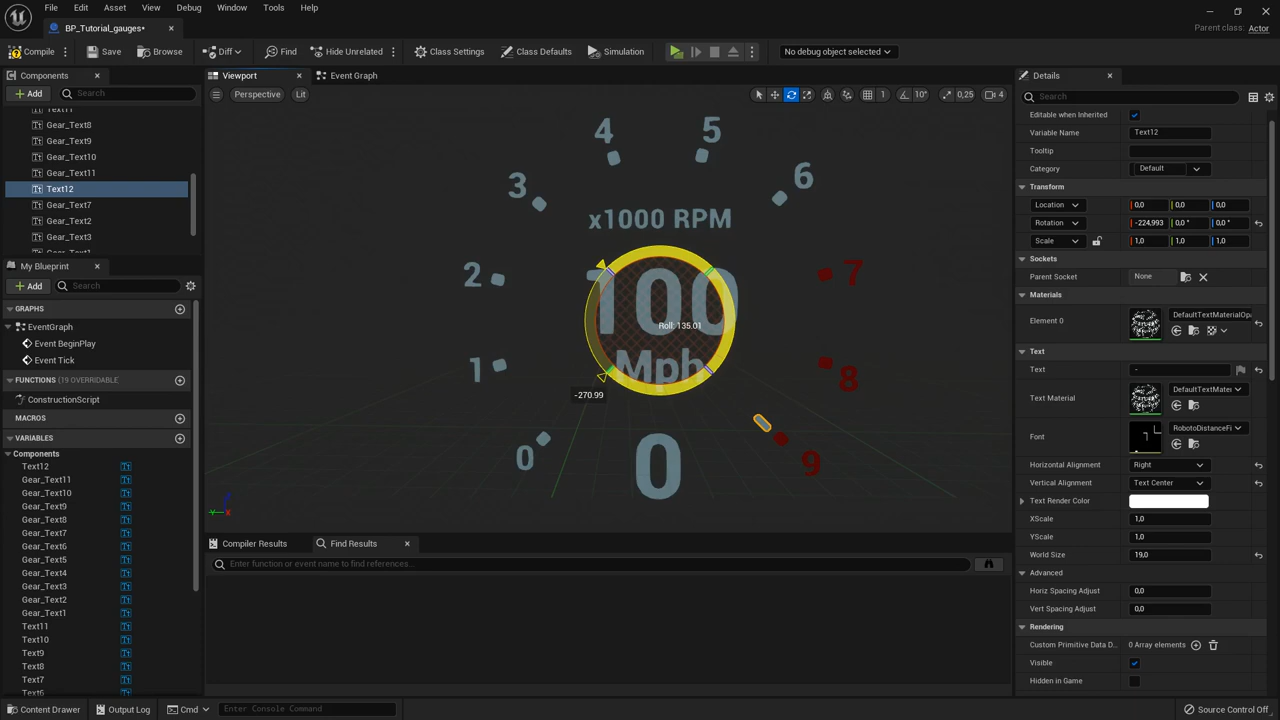 File Edit Asset View Debug Window Tools Help
BP_Tutorial_gauges*
Parent class: Actor
Compile Save Browse Diff Find Hide Unrelated Class Settings Class Defaults Simulation No debug object selected
Components
Add Search
Text11
Gear_Text8
Gear_Text9
Gear_Text10
Gear_Text11
Text12
Gear_Text7
Gear_Text2
Gear_Text3
Gear_Text1
My Blueprint
Add Search
GRAPHS
EventGraph
Event BeginPlay
Event Tick
FUNCTIONS (19 OVERRIDABLE
ConstructionScript
MACROS
VARIABLES
Components
Text12
Gear_Text11
Gear_Text10
Gear_Text9
Gear_Text8
Gear_Text7
Gear_Text6
Gear_Text5
Gear_Text4
Gear_Text3
Gear_Text2
Gear_Text1
Text11
Text10
Text9
Text8
Text7
Text6
Viewport Event Graph
Perspective Lit
1 10° 0,25 4
4 5
3 6
x1000 RPM
2 7
100
Roll: 135.01
1 Mph 8
-270.99
0 0 9
Compiler Results Find Results
Enter function or event name to find references...
Details
Search
Editable when Inherited
Variable Name Text12
Tooltip
Category Default
Transform
Location 0,0 0,0 0,0
Rotation -224,993 0,0 ° 0,0 °
Scale 1,0 1,0 1,0
Sockets
Parent Socket None
Materials
Element 0 DefaultTextMaterialOpa
Text
Text -
Text Material DefaultTextMater
Font RobotoDistanceFi
Horizontal Alignment Right
Vertical Alignment Text Center
Text Render Color
XScale 1,0
YScale 1,0
World Size 19,0
Advanced
Horiz Spacing Adjust 0,0
Vert Spacing Adjust 0,0
Rendering
Custom Primitive Data D... 0 Array elements
Visible
Hidden in Game
Content Drawer Output Log Cmd Enter Console Command Source Control Off